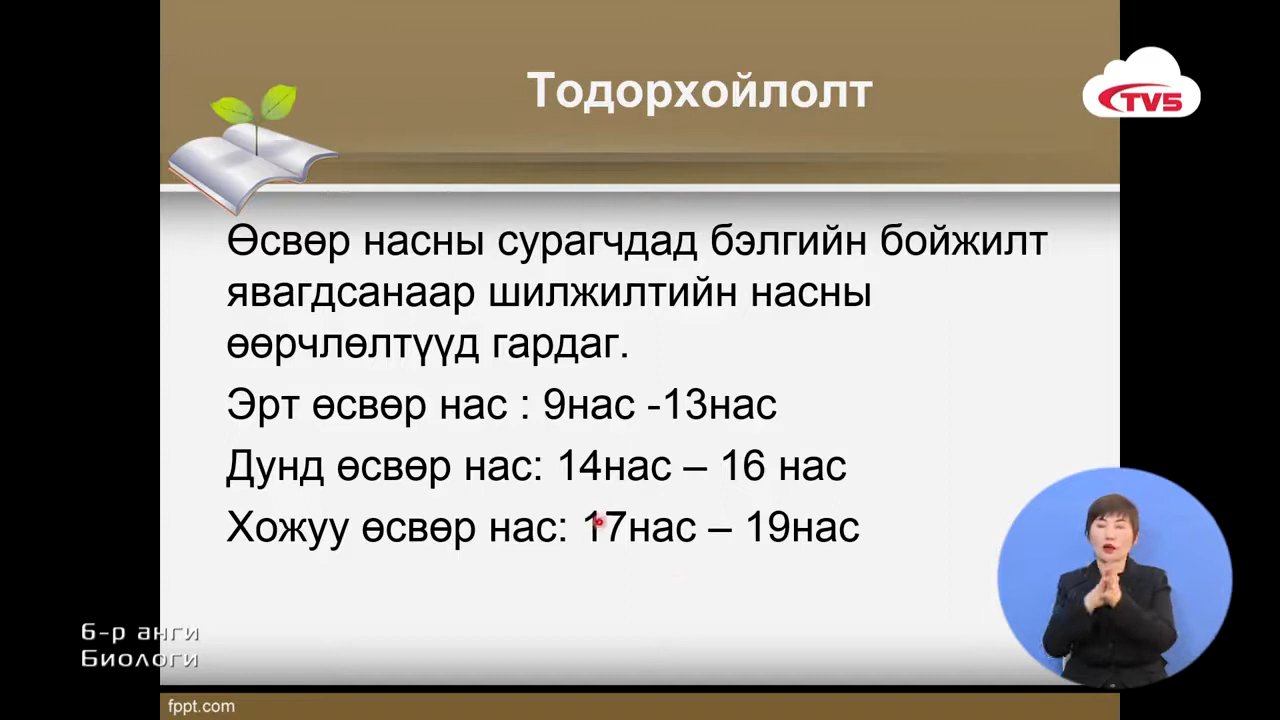 Тодорхойлолт
TV5
Өсвөр насны сурагчдад бэлгийн бойжилт
явагдсанаар шилжилтийн насны
өөрчлөлтүүд гардаг.
Эрт өсвөр нас : 9нас -13нас
Дунд өсвөр нас: 14нас – 16 нас
Хожуу өсвөр нас: 17нас – 19нас
6-р анги
Биологи
fppt.com